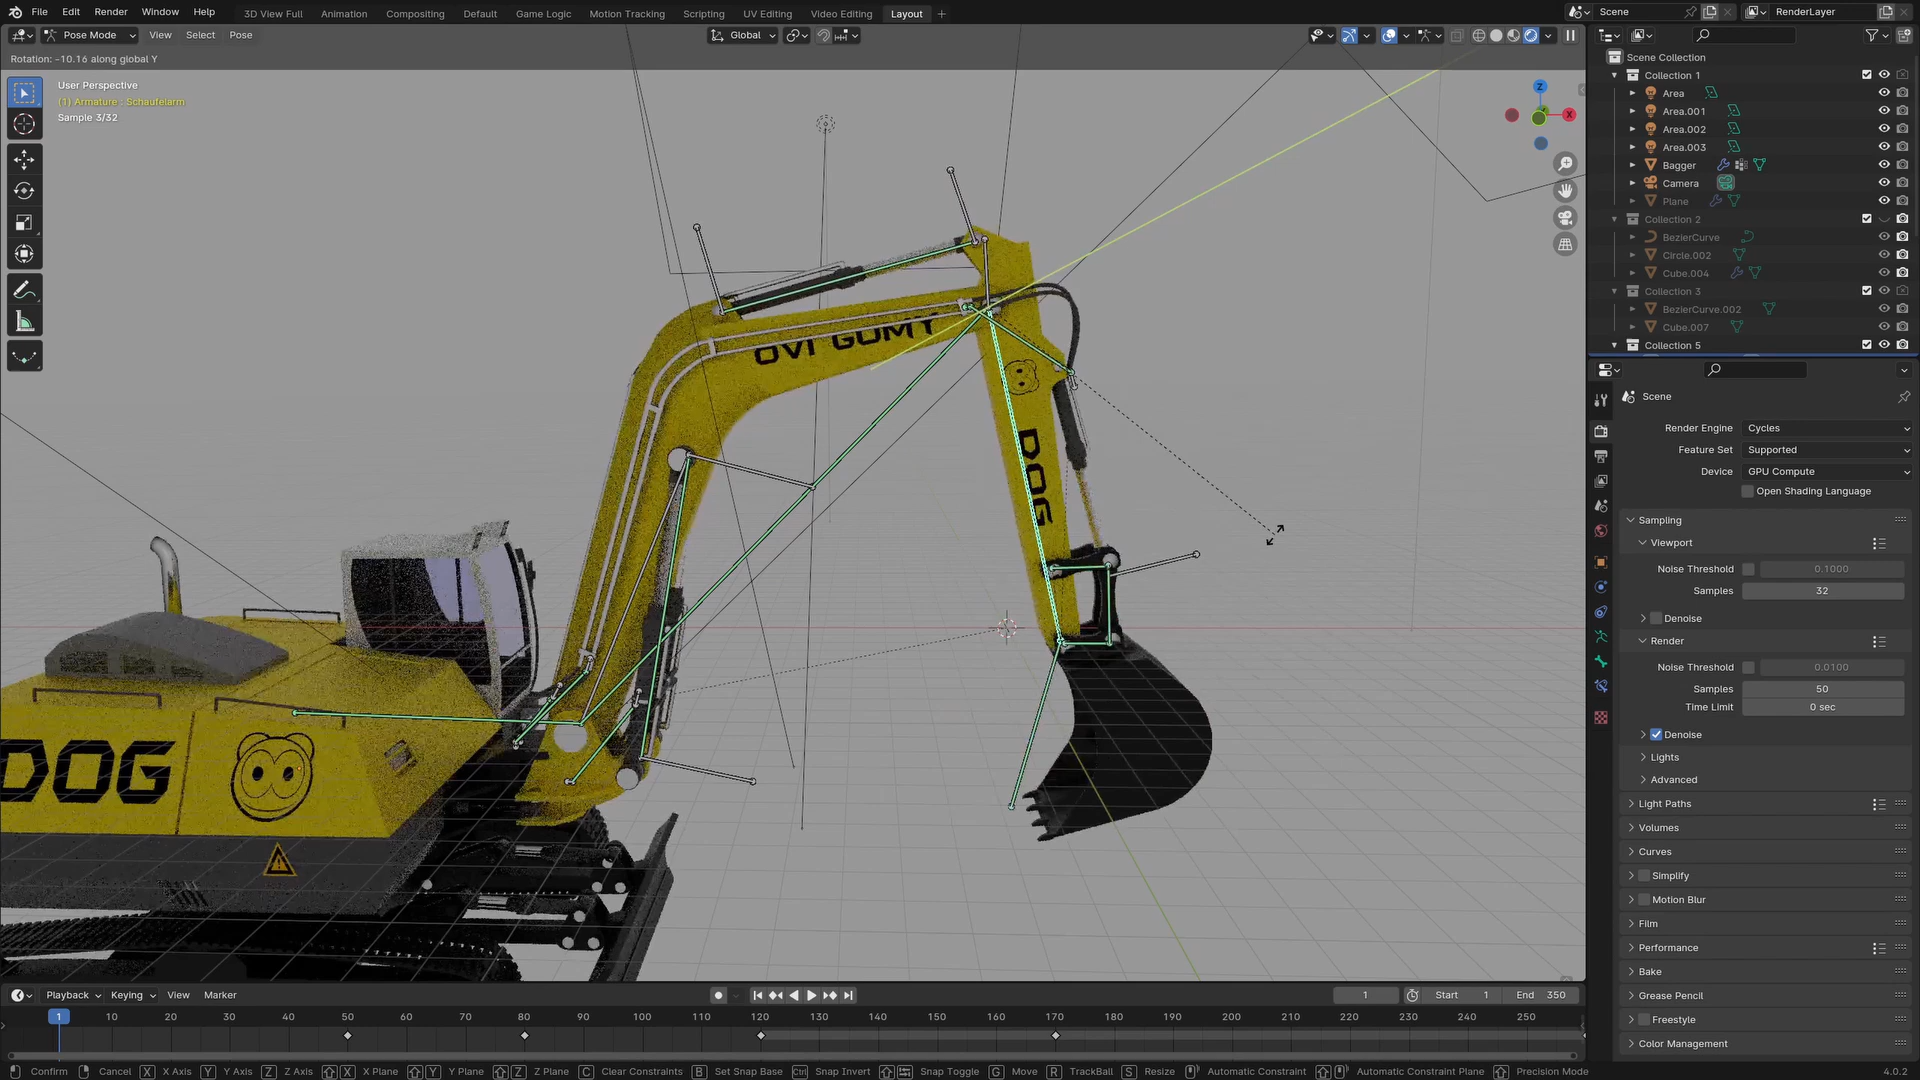 File Edit Render Window Help
3D View Full Animation Compositing Default Game Logic Motion Tracking Scripting UV Editing Video Editing Layout +
Scene
RenderLayer
Pose Mode View Select Pose
Global
Rotation: -10.16 along global Y
User Perspective
(1) Armature : Schaufelarm
Sample 3/32
Z
X
OVI GUMY
DOG
DOG
Scene Collection
Collection 1
Area
Area.001
Area.002
Area.003
Bagger
Camera
Plane
Collection 2
BezierCurve
Circle.002
Cube.004
Collection 3
BezierCurve.002
Cube.007
Collection 5
Scene
Render Engine Cycles
Feature Set Supported
Device GPU Compute
Open Shading Language
Sampling
Viewport
Noise Threshold 0.1000
Samples 32
Denoise
Render
Noise Threshold 0.0100
Samples 50
Time Limit 0 sec
Denoise
Lights
Advanced
Light Paths
Volumes
Curves
Simplify
Motion Blur
Film
Performance
Bake
Grease Pencil
Freestyle
Color Management
Playback Keying View Marker
1
Start 1
End 350
1 10 20 30 40 50 60 70 80 90 100 110 120 130 140 150 160 170 180 190 200 210 220 230 240 250
Confirm Cancel X X Axis Y Y Axis Z Z Axis X X Plane Y Y Plane Z Z Plane C Clear Constraints B Set Snap Base Ctrl Snap Invert Snap Toggle G Move R TrackBall S Resize Automatic Constraint Automatic Constraint Plane Precision Mode
4.0.2